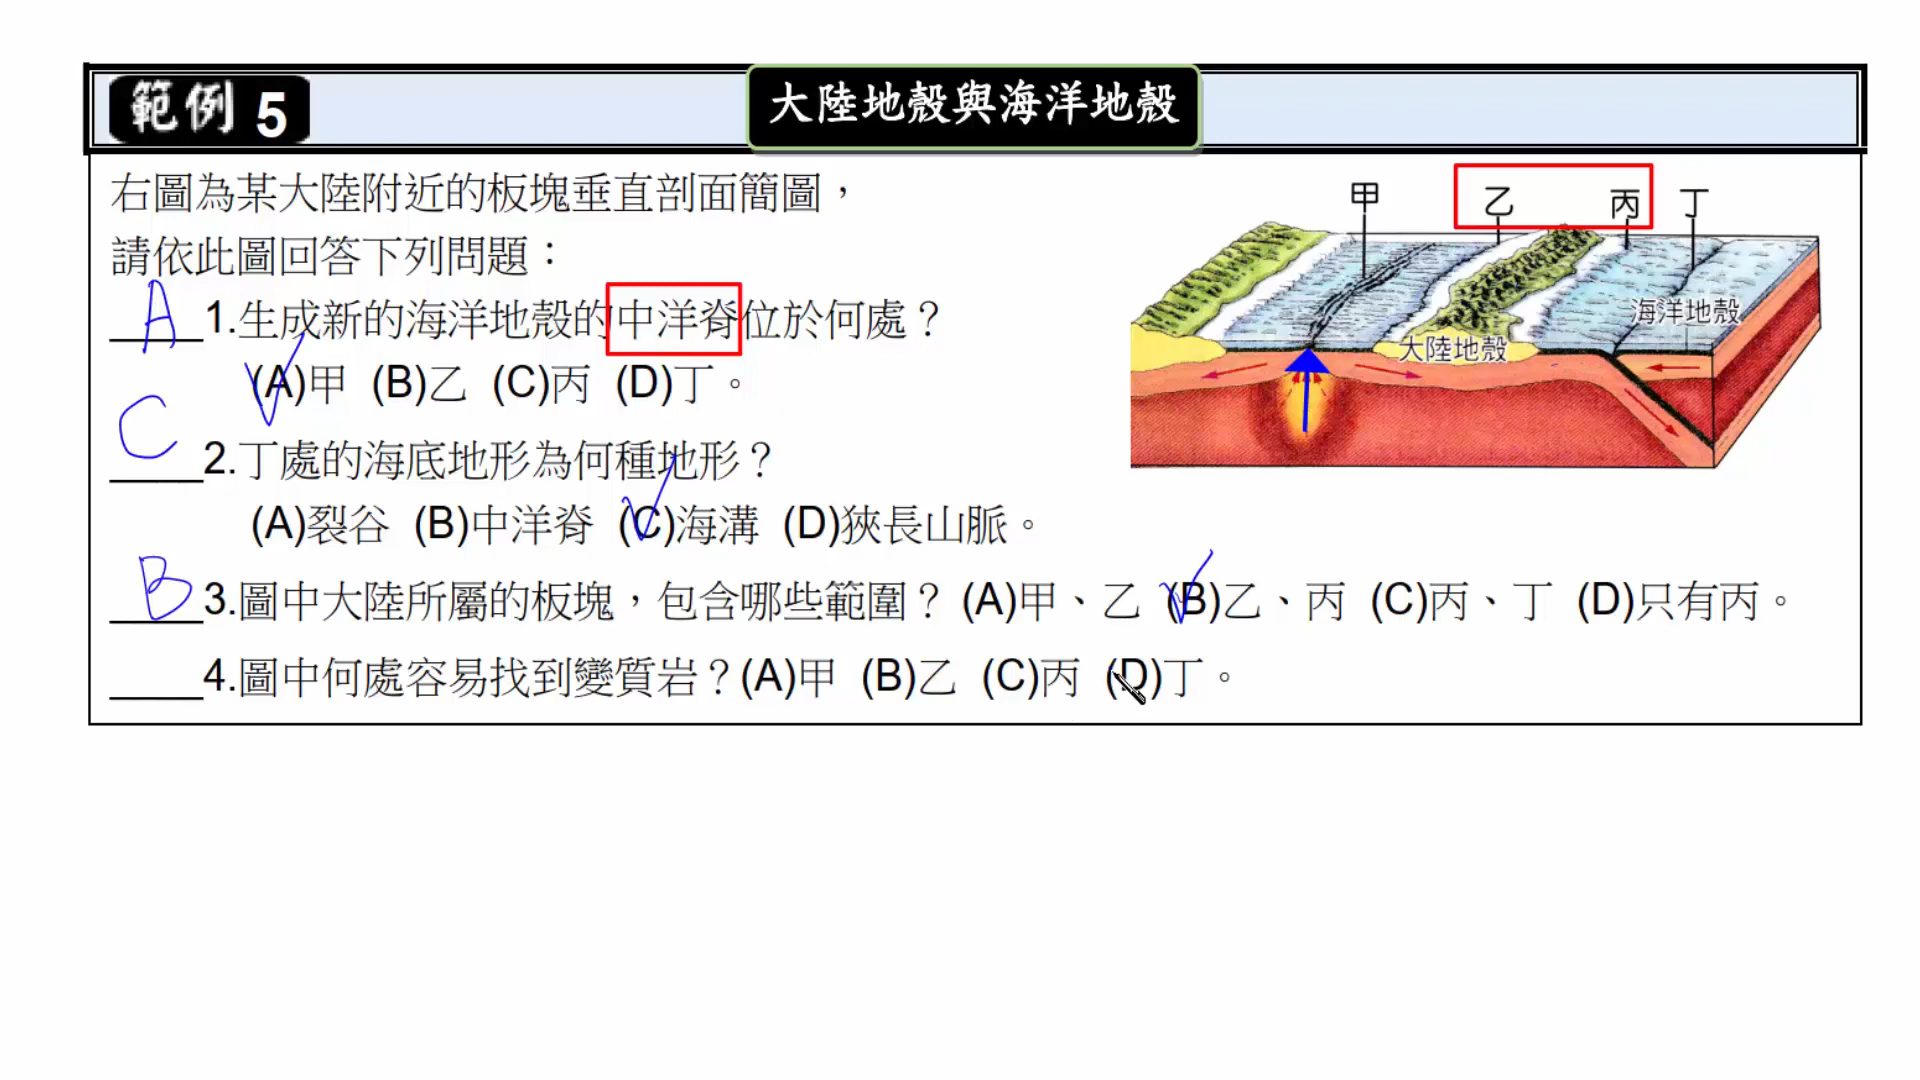 範例 5
大陸地殼與海洋地殼
右圖為某大陸附近的板塊垂直剖面簡圖，
請依此圖回答下列問題：
A 1.生成新的海洋地殼的中洋脊位於何處？
(A)甲 (B)乙 (C)丙 (D)丁。
C 2.丁處的海底地形為何種地形？
(A)裂谷 (B)中洋脊 (C)海溝 (D)狹長山脈。
B 3.圖中大陸所屬的板塊，包含哪些範圍？(A)甲、乙 (B)乙、丙 (C)丙、丁 (D)只有丙。
____4.圖中何處容易找到變質岩？(A)甲 (B)乙 (C)丙 (D)丁。
甲 乙 丙 丁
海洋地殼
大陸地殼